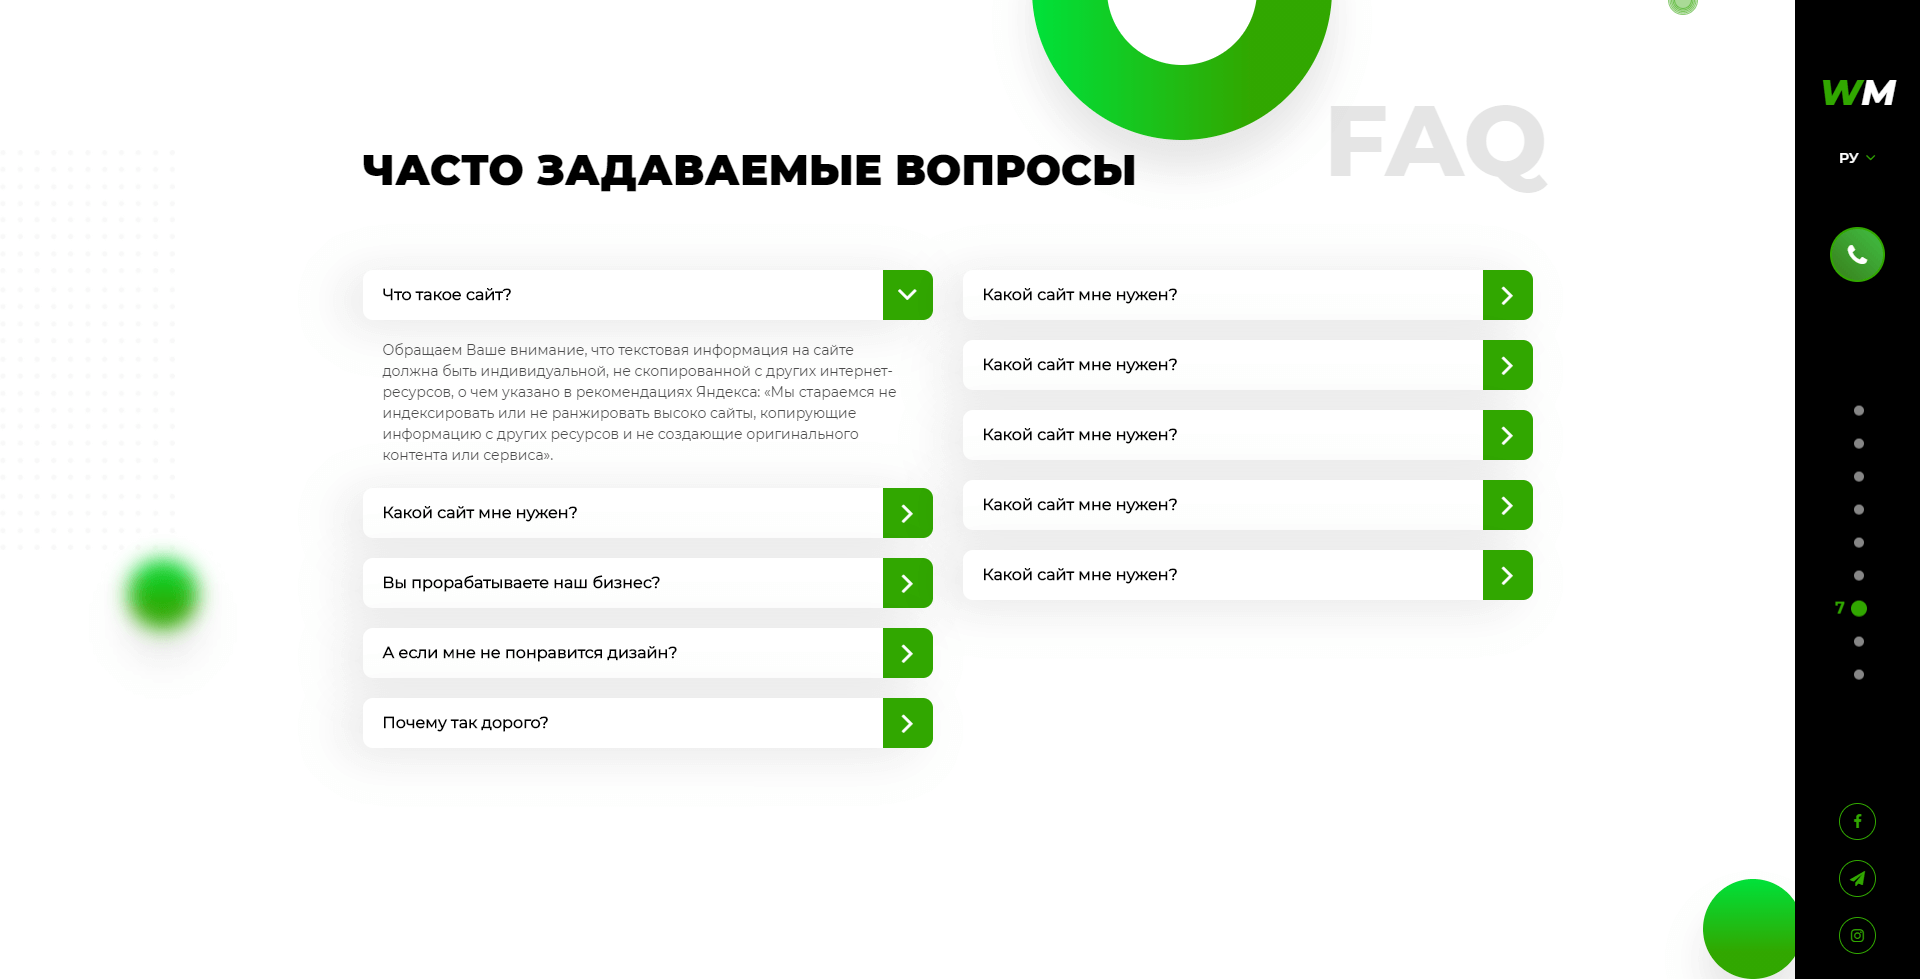 FAQ
ЧАСТО ЗАДАВАЕМЫЕ ВОПРОСЫ
Что такое сайт?
Обращаем Ваше внимание, что текстовая информация на сайте
должна быть индивидуальной, не скопированной с других интернет-
ресурсов, о чем указано в рекомендациях Яндекса: «Мы стараемся не
индексировать или не ранжировать высоко сайты, копирующие
информацию с других ресурсов и не создающие оригинального
контента или сервиса».
Какой сайт мне нужен?
Вы прорабатываете наш бизнес?
А если мне не понравится дизайн?
Почему так дорого?
Какой сайт мне нужен?
Какой сайт мне нужен?
Какой сайт мне нужен?
Какой сайт мне нужен?
Какой сайт мне нужен?
WM
РУ
7